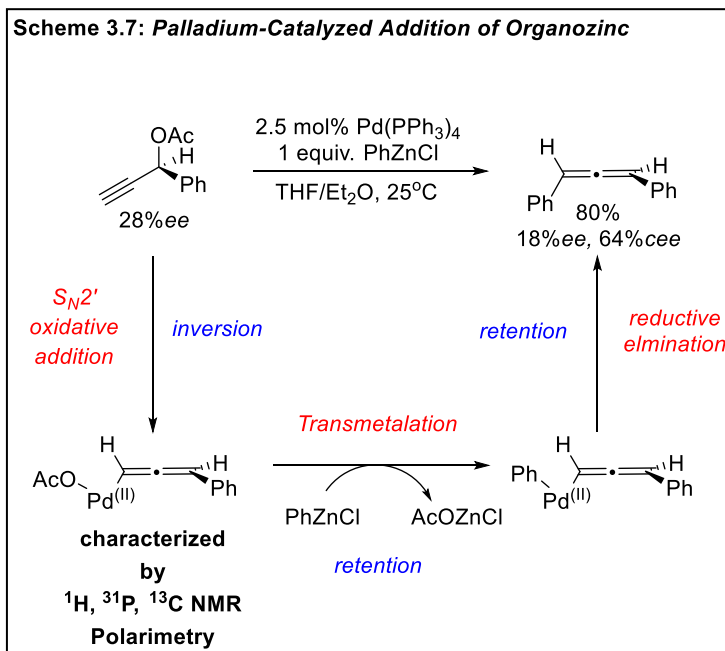 Scheme 3.7: Palladium-Catalyzed Addition of Organozinc
OAc
H
Ph
28%ee
2.5 mol% Pd(PPh₃)₄
1 equiv. PhZnCl
THF/Et₂O, 25°C
H
H
Ph
Ph
80%
18%ee, 64%cee
S_N2'
oxidative
addition
inversion
retention
reductive
elmination
H
H
AcO
Pd(II)
Ph
Transmetalation
PhZnCl
AcOZnCl
retention
H
H
Ph
Pd(II)
Ph
characterized
by
¹H, ³¹P, ¹³C NMR
Polarimetry